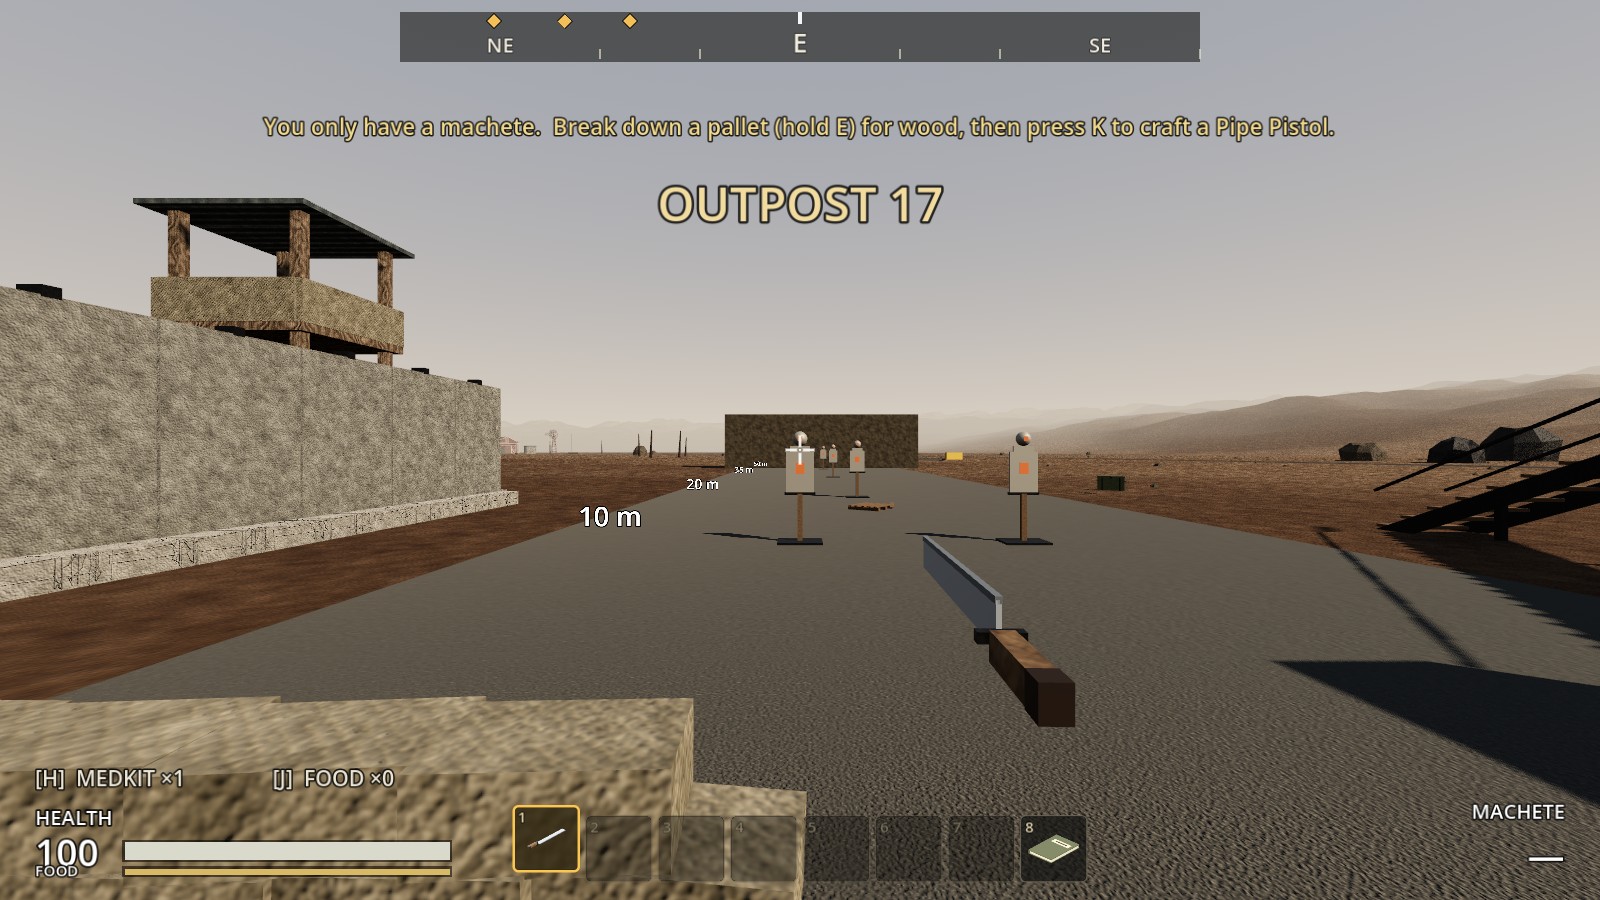 NE E SE
You only have a machete. Break down a pallet (hold E) for wood, then press K to craft a Pipe Pistol.
OUTPOST 17
35 m
20 m
10 m
[H] MEDKIT ×1 [J] FOOD ×0
HEALTH
100
FOOD
1 2 3 4 5 6 7 8
MACHETE